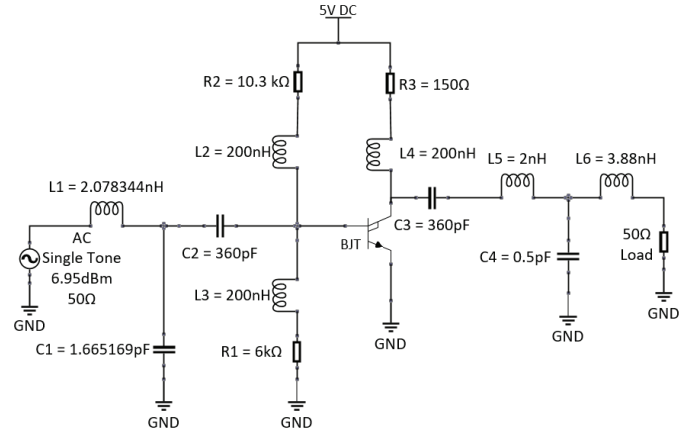 5V DC
R2 = 10.3 kΩ
R3 = 150Ω
L2 = 200nH
L4 = 200nH
L5 = 2nH
L6 = 3.88nH
L1 = 2.078344nH
AC
Single Tone
6.95dBm
50Ω
C2 = 360pF
BJT
C3 = 360pF
C4 = 0.5pF
50Ω
Load
L3 = 200nH
GND
GND
GND
GND
C1 = 1.665169pF
R1 = 6kΩ
GND
GND